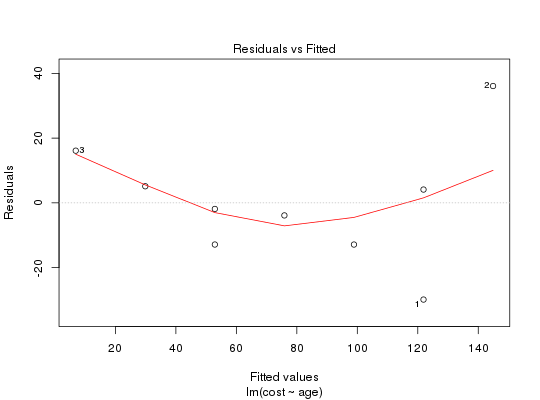 Residuals vs Fitted
40
20
0
-20
Residuals
3
2
1
20 40 60 80 100 120 140
Fitted values
lm(cost ~ age)